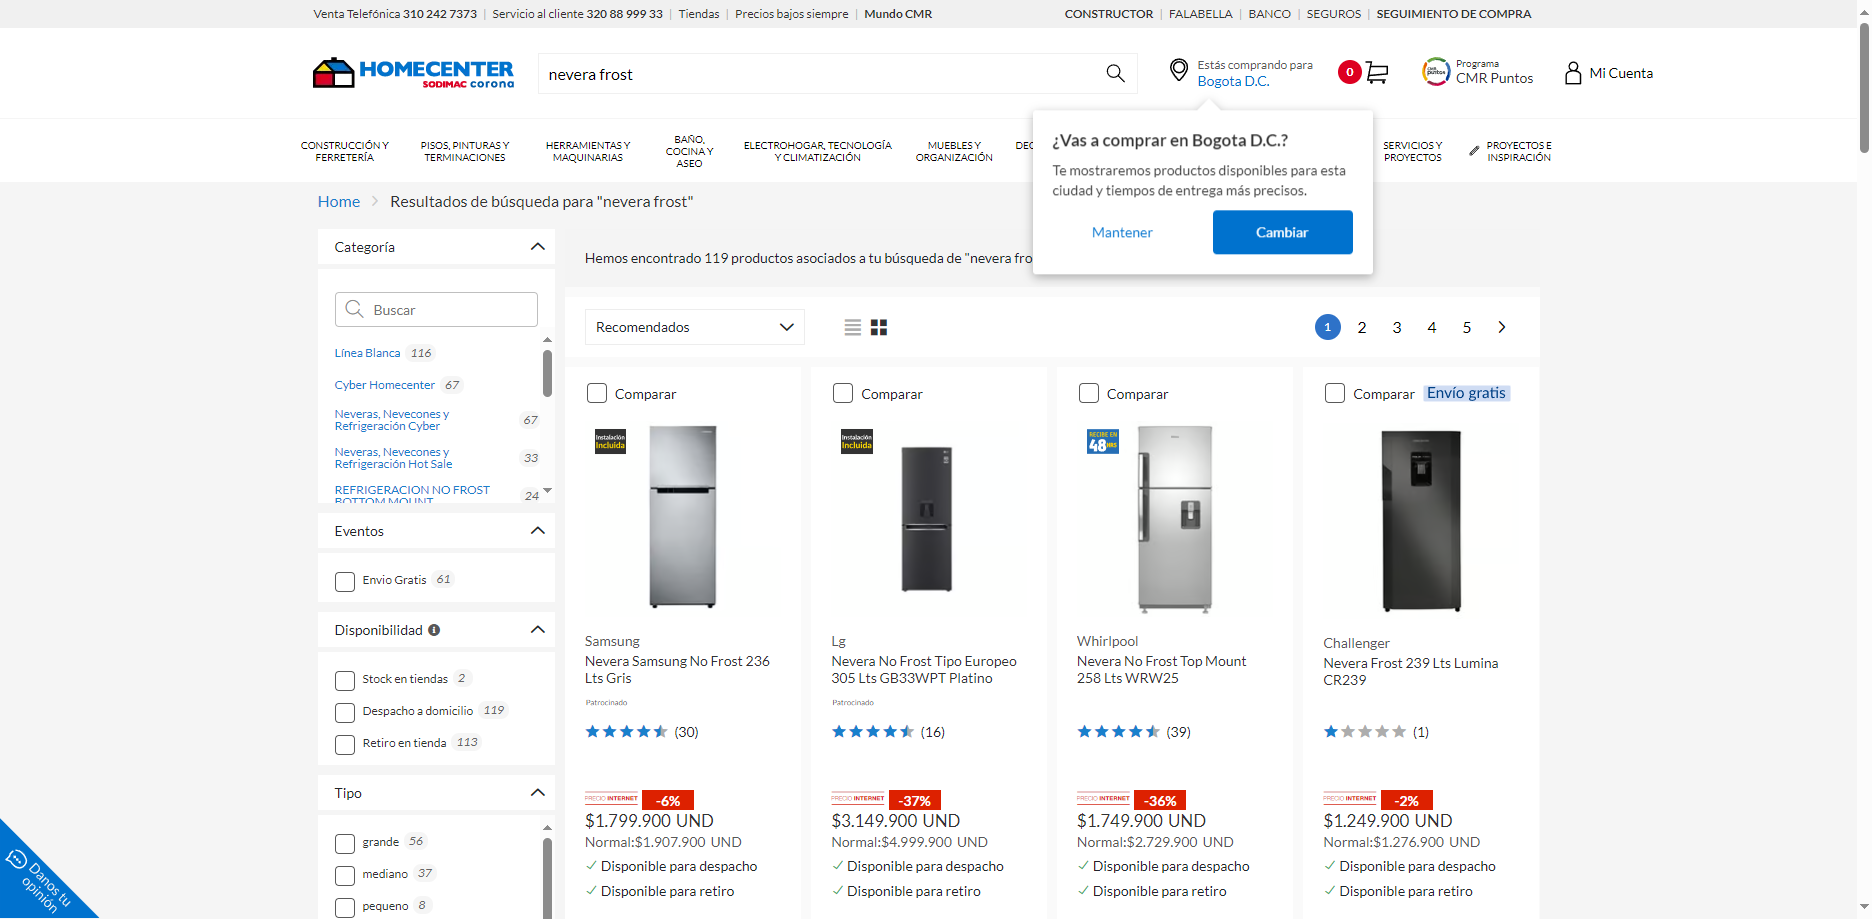 Venta Telefónica 310 242 7373 | Servicio al cliente 320 88 999 33 | Tiendas | Precios bajos siempre | Mundo CMR
CONSTRUCTOR | FALABELLA | BANCO | SEGUROS | SEGUIMIENTO DE COMPRA
HOMECENTER
SODIMAC corona
nevera frost
Estás comprando para
Bogota D.C.
0
CMR puntos
Programa
CMR Puntos
Mi Cuenta
CONSTRUCCIÓN Y
FERRETERÍA
PISOS, PINTURAS Y
TERMINACIONES
HERRAMIENTAS Y
MAQUINARIAS
BAÑO,
COCINA Y
ASEO
ELECTROHOGAR, TECNOLOGÍA
Y CLIMATIZACIÓN
MUEBLES Y
ORGANIZACIÓN
SERVICIOS Y
PROYECTOS
PROYECTOS E
INSPIRACIÓN
¿Vas a comprar en Bogota D.C.?
Te mostraremos productos disponibles para esta
ciudad y tiempos de entrega más precisos.
Mantener
Cambiar
Home > Resultados de búsqueda para "nevera frost"
Categoría
Buscar
Línea Blanca 116
Cyber Homecenter 67
Neveras, Nevecones y
Refrigeración Cyber 67
Neveras, Nevecones y
Refrigeración Hot Sale 33
REFRIGERACION NO FROST
BOTTOM MOUNT 24
Eventos
Envio Gratis 61
Disponibilidad
Stock en tiendas 2
Despacho a domicilio 119
Retiro en tienda 113
Tipo
grande 56
mediano 37
pequeno 8
Danos tu
opinión
Hemos encontrado 119 productos asociados a tu búsqueda de "nevera fro
Recomendados
1 2 3 4 5
Comparar
Instalación
Incluida
Samsung
Nevera Samsung No Frost 236
Lts Gris
Patrocinado
(30)
PRECIO INTERNET -6%
$1.799.900 UND
Normal:$1.907.900 UND
Disponible para despacho
Disponible para retiro
Comparar
Instalación
Incluida
Lg
Nevera No Frost Tipo Europeo
305 Lts GB33WPT Platino
Patrocinado
(16)
PRECIO INTERNET -37%
$3.149.900 UND
Normal:$4.999.900 UND
Disponible para despacho
Disponible para retiro
Comparar
RECIBE EN
48HRS
Whirlpool
Nevera No Frost Top Mount
258 Lts WRW25
(39)
PRECIO INTERNET -36%
$1.749.900 UND
Normal:$2.729.900 UND
Disponible para despacho
Disponible para retiro
Comparar Envío gratis
Challenger
Nevera Frost 239 Lts Lumina
CR239
(1)
PRECIO INTERNET -2%
$1.249.900 UND
Normal:$1.276.900 UND
Disponible para despacho
Disponible para retiro